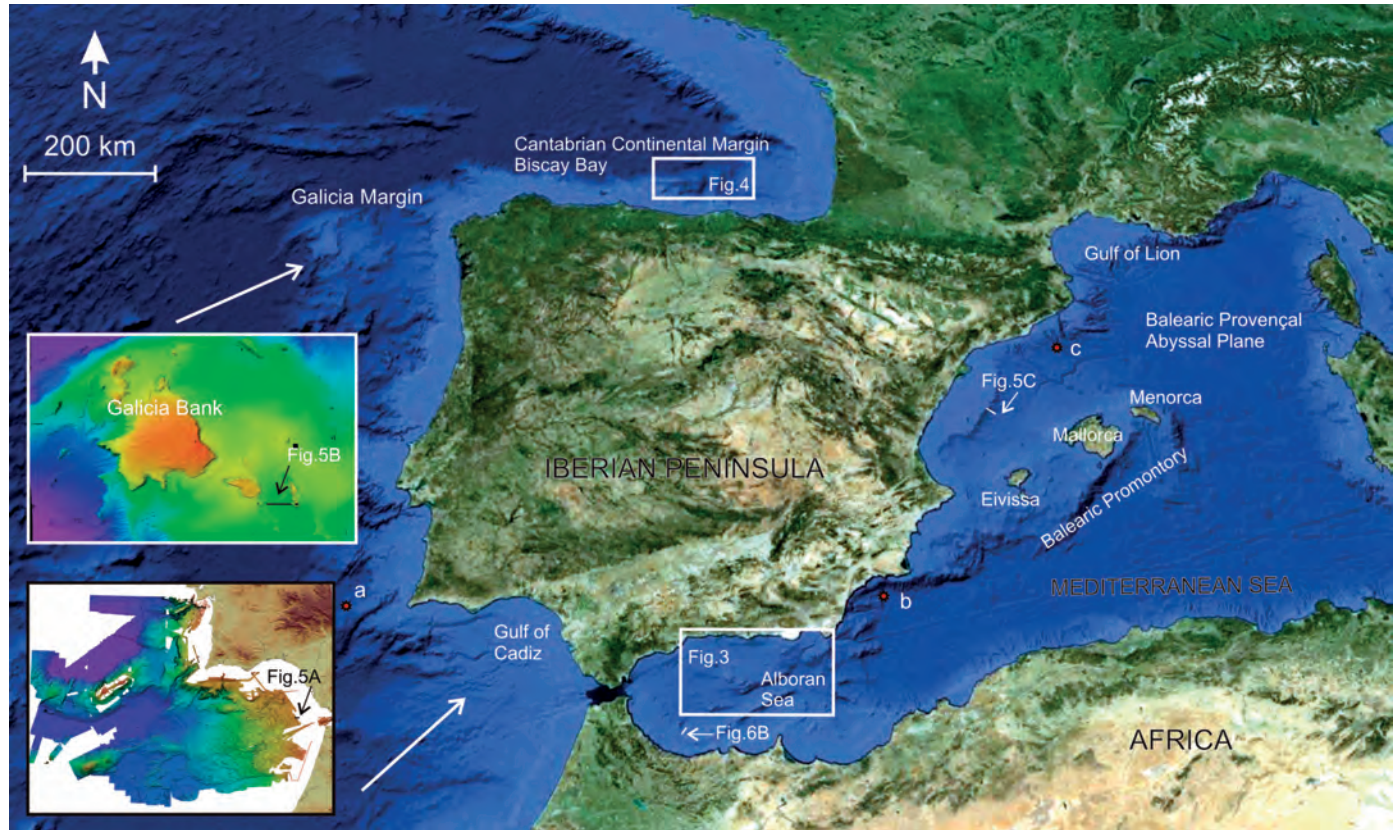 N
200 km
Cantabrian Continental Margin
Biscay Bay
Fig.4
Galicia Margin
Gulf of Lion
Balearic Provençal
Abyssal Plane
c
Fig.5C
Menorca
Mallorca
Galicia Bank
Fig.5B
IBERIAN PENINSULA
Eivissa
Balearic Promontory
MEDITERRANEAN SEA
a
b
Gulf of
Cadiz
Fig.3
Alboran
Sea
Fig.5A
Fig.6B
AFRICA